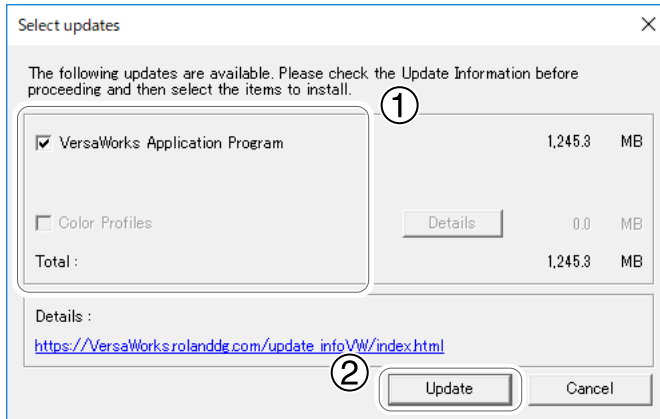 Select updates
The following updates are available. Please check the Update Information before
proceeding and then select the items to install.
①
VersaWorks Application Program 1,245.3 MB
Color Profiles Details 0.0 MB
Total : 1,245.3 MB
Details :
https://VersaWorks.rolanddg.com/update_infoVW/index.html
②
Update Cancel